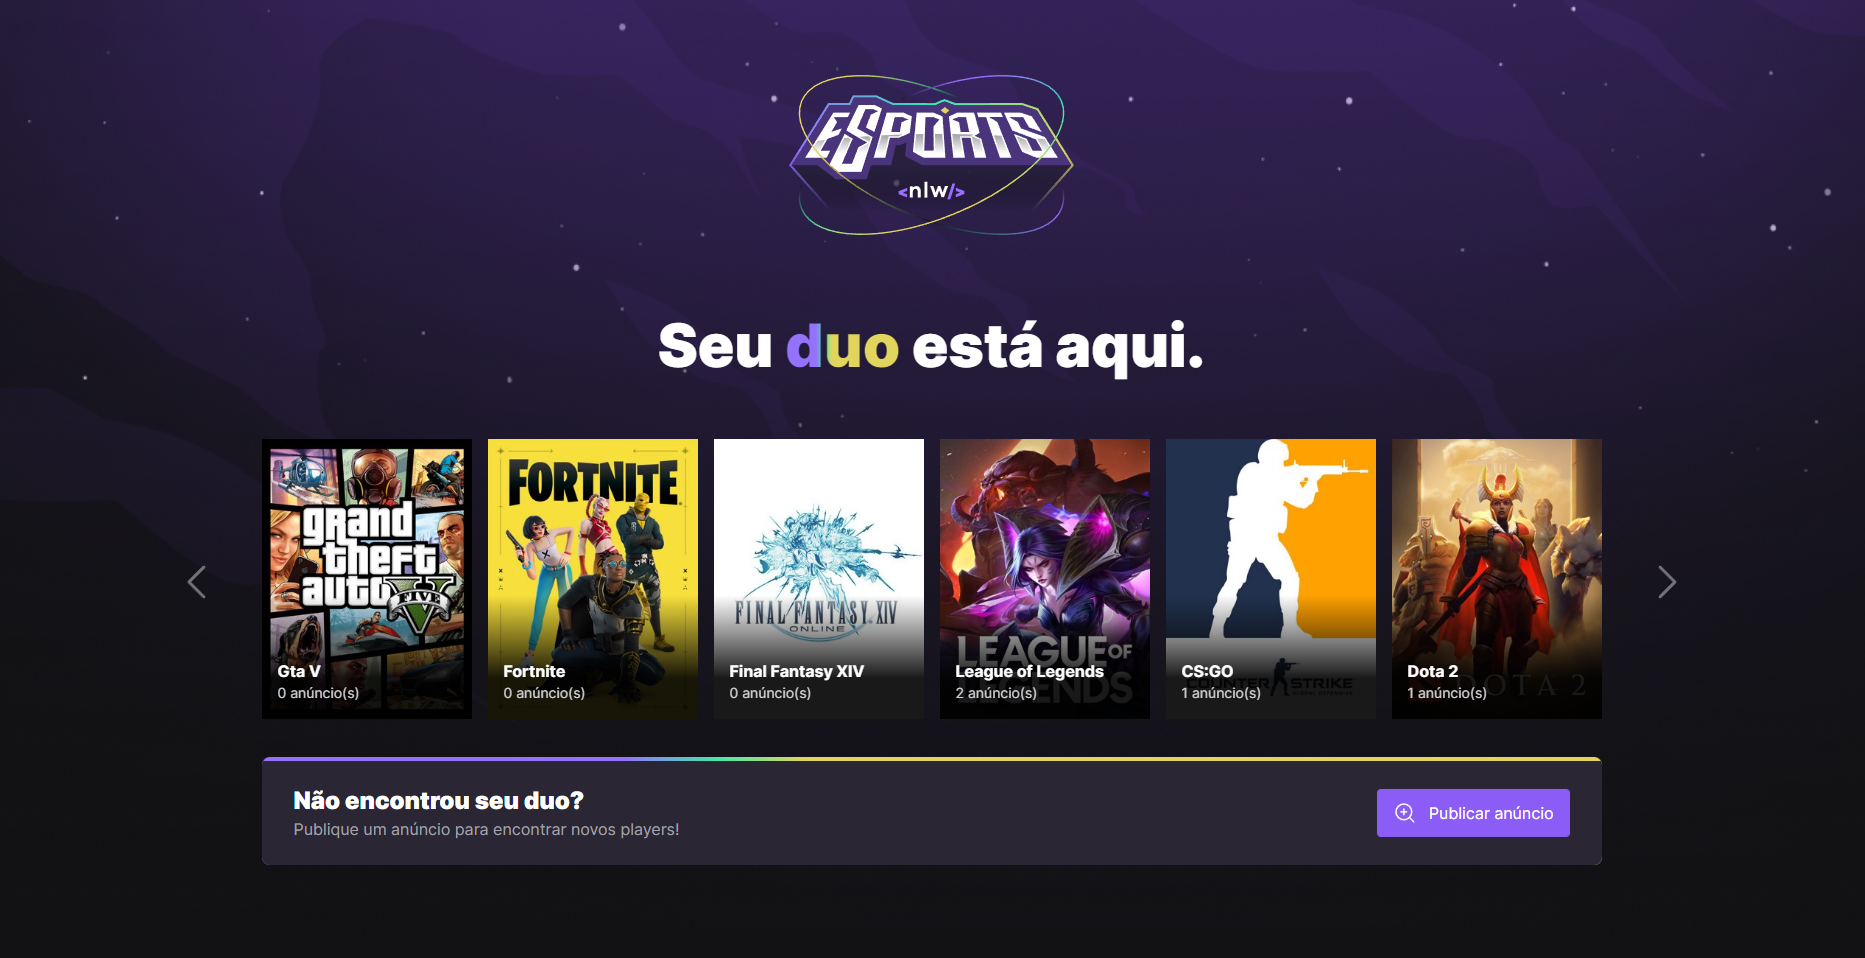 ESPORTS
<nlw/>
Seu duo está aqui.
grand
theft
auto
V
FIVE
Gta V
0 anúncio(s)
FORTNITE
Fortnite
0 anúncio(s)
FINAL FANTASY XIV
ONLINE
Final Fantasy XIV
0 anúncio(s)
LEAGUE OF
LEGENDS
League of Legends
2 anúncio(s)
COUNTER STRIKE
CS:GO
1 anúncio(s)
DOTA 2
Dota 2
1 anúncio(s)
Não encontrou seu duo?
Publique um anúncio para encontrar novos players!
Publicar anúncio